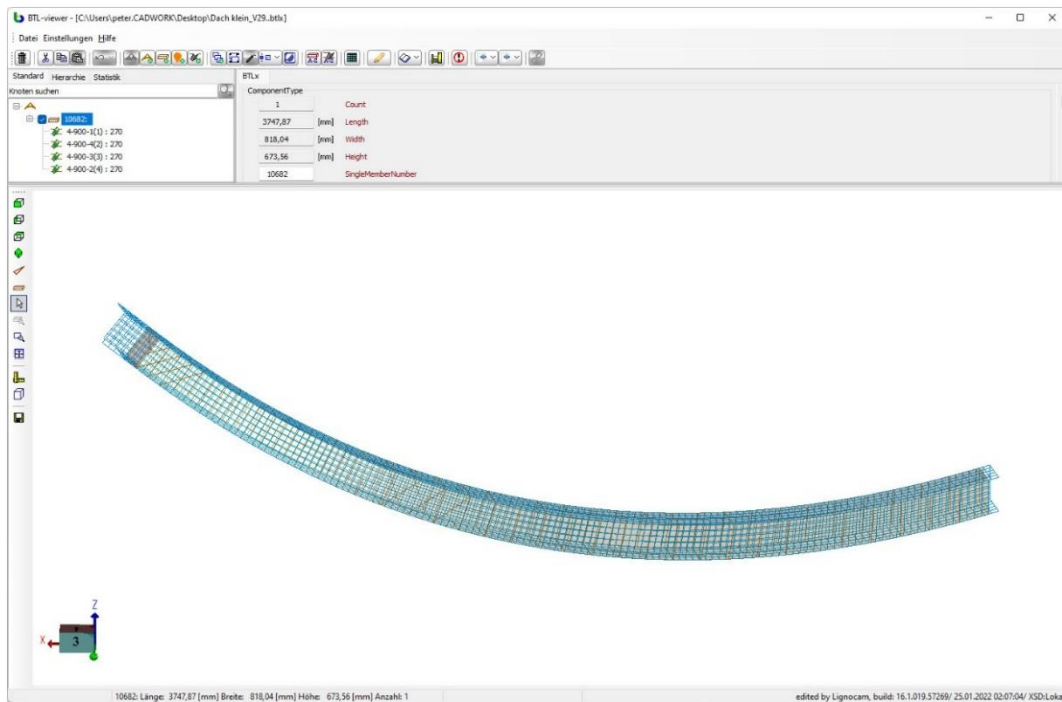 BTL-viewer - [C:\Users\peter.CADWORK\Desktop\Dach klein_V29..btlx]
Datei Einstellungen Hilfe
Standard Hierarchie Statistik
Knoten suchen
10682:
4-900-1(1) : 270
4-900-4(2) : 270
4-900-3(3) : 270
4-900-2(4) : 270
BTLx
ComponentType
1 Count
3747,87 [mm] Length
818,04 [mm] Width
673,56 [mm] Height
10682 SingleMemberNumber
Z
X
3
10682: Länge: 3747,87 [mm] Breite: 818,04 [mm] Höhe: 673,56 [mm] Anzahl: 1
edited by Lignocam, build: 16.1.019.57269/ 25.01.2022 02:07:04/ XSD:Loka